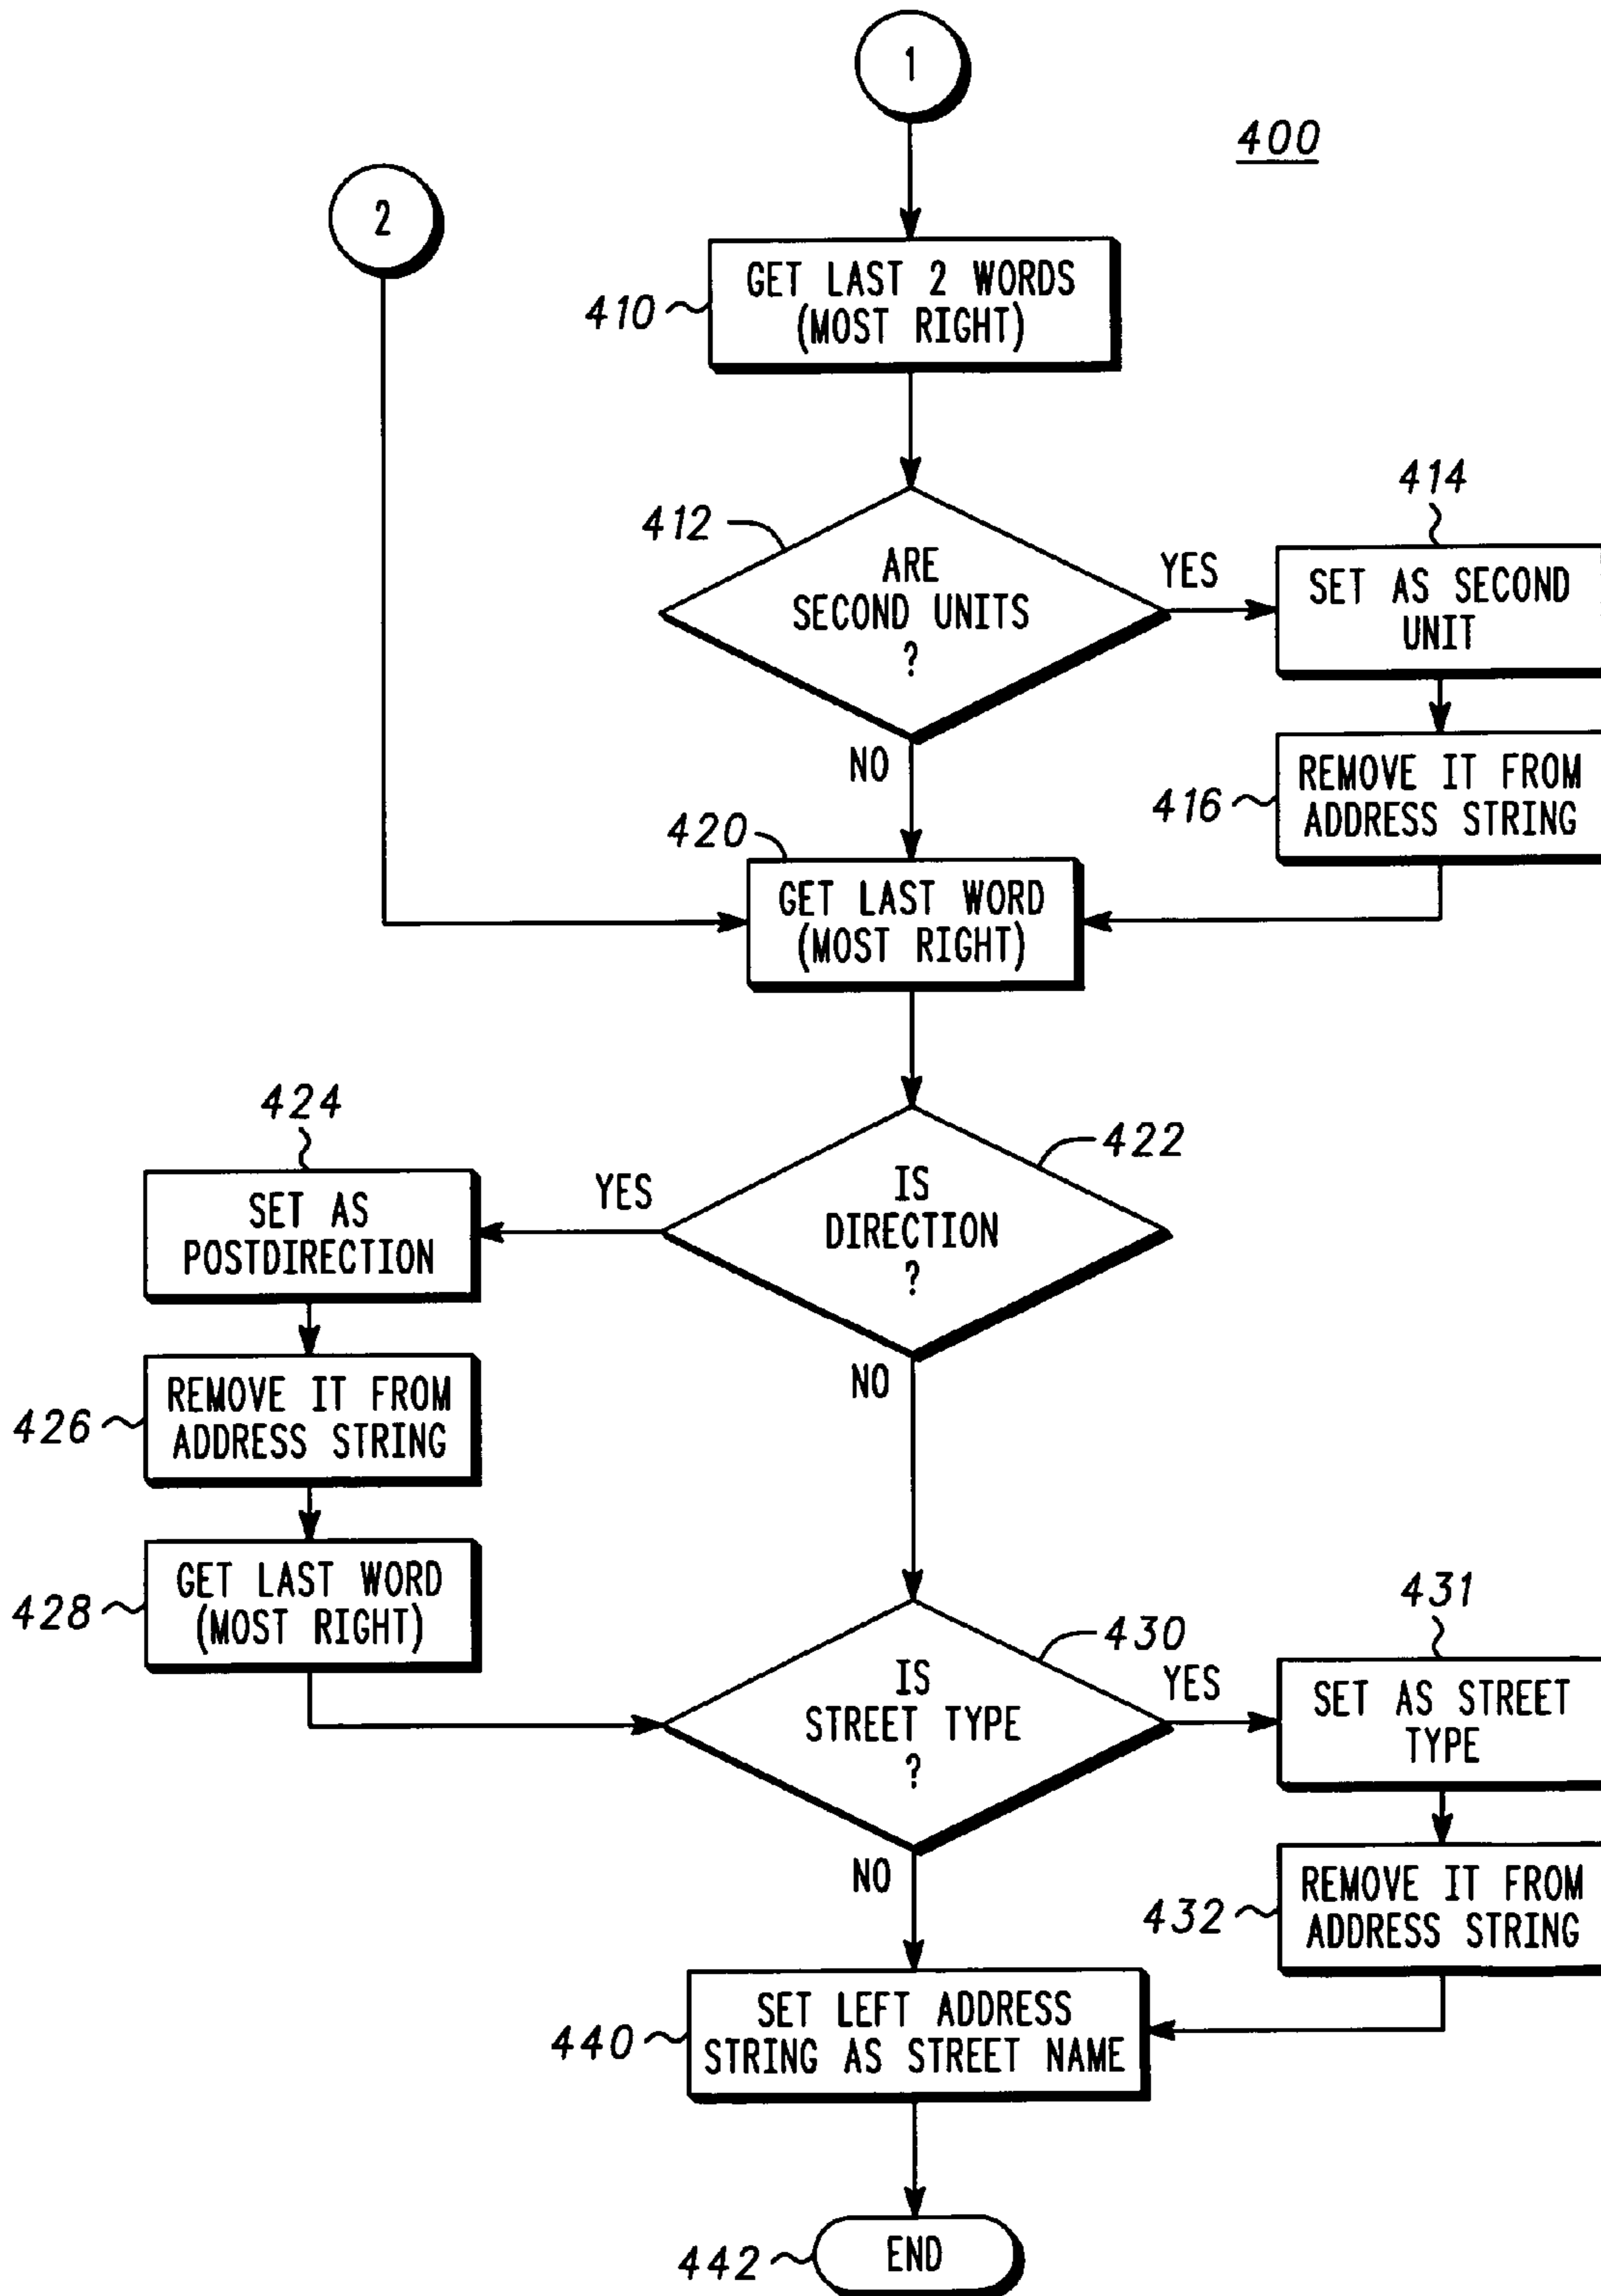 1
400
2
GET LAST 2 WORDS
(MOST RIGHT)
410
412
ARE
SECOND UNITS
?
YES
414
SET AS SECOND
UNIT
NO
416
REMOVE IT FROM
ADDRESS STRING
420
GET LAST WORD
(MOST RIGHT)
424
422
IS
DIRECTION
?
YES
SET AS
POSTDIRECTION
NO
426
REMOVE IT FROM
ADDRESS STRING
428
GET LAST WORD
(MOST RIGHT)
430
IS
STREET TYPE
?
YES
431
SET AS STREET
TYPE
NO
432
REMOVE IT FROM
ADDRESS STRING
440
SET LEFT ADDRESS
STRING AS STREET NAME
442
END